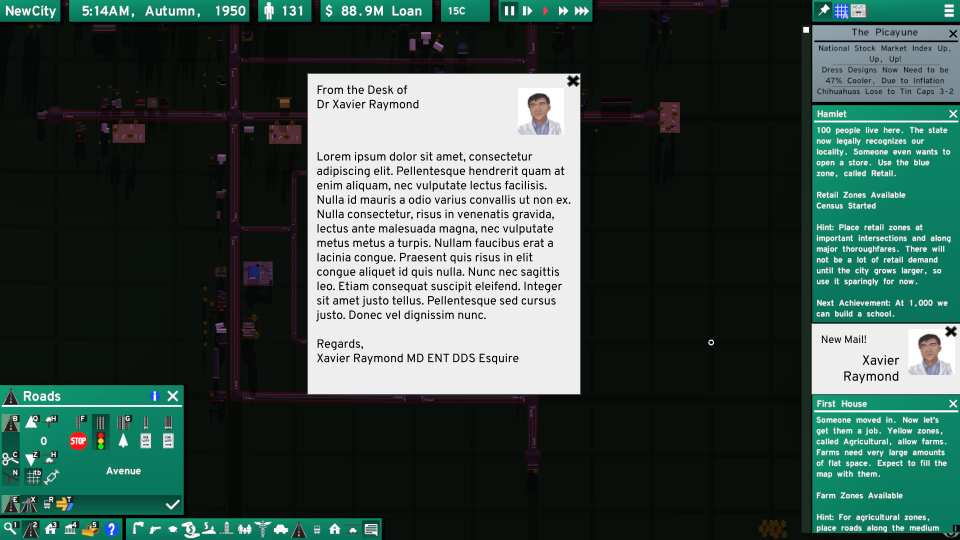 NewCity
5:14AM, Autumn, 1950
131
$ 88.9M Loan
15C
From the Desk of
Dr Xavier Raymond
Lorem ipsum dolor sit amet, consectetur
adipiscing elit. Pellentesque hendrerit quam at
enim aliquam, nec vulputate lectus facilisis.
Nulla id mauris a odio varius convallis ut non ex.
Nulla consectetur, risus in venenatis gravida,
lectus ante malesuada magna, nec vulputate
metus metus a turpis. Nullam faucibus erat a
lacinia congue. Praesent quis risus in elit
congue aliquet id quis nulla. Nunc nec sagittis
leo. Etiam consequat suscipit eleifend. Integer
sit amet justo tellus. Pellentesque sed cursus
justo. Donec vel dignissim nunc.
Regards,
Xavier Raymond MD ENT DDS Esquire
The Picayune
National Stock Market Index Up,
Up, Up!
Dress Designs Now Need to be
47% Cooler, Due to Inflation
Chihuahuas Lose to Tin Caps 3-2
Hamlet
100 people live here. The state
now legally recognizes our
locality. Someone even wants to
open a store. Use the blue
zone, called Retail.
Retail Zones Available
Census Started
Hint: Place retail zones at
important intersections and along
major thoroughfares. There will
not be a lot of retail demand
until the city grows larger, so
use it sparingly for now.
Next Achievement: At 1,000 we
can build a school.
New Mail!
Xavier
Raymond
First House
Someone moved in. Now let's
get them a job. Yellow zones,
called Agricultural, allow farms.
Farms need very large amounts
of flat space. Expect to fill the
map with them.
Farm Zones Available
Hint: For agricultural zones,
place roads along the medium
Roads
B Q H F G
0 STOP
C Z H
Avenue
N tb
E X R T
1 2 3 4 5 ?